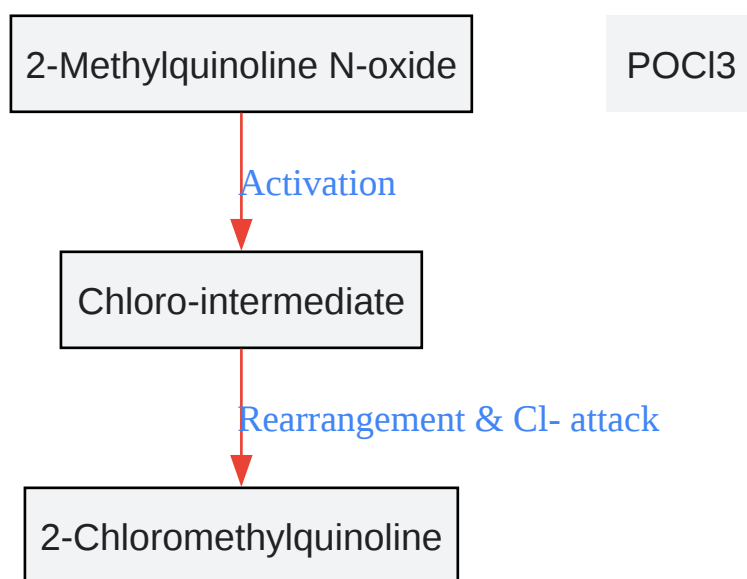 2-Methylquinoline N-oxide
POCl3
Activation
Chloro-intermediate
Rearrangement & Cl- attack
2-Chloromethylquinoline